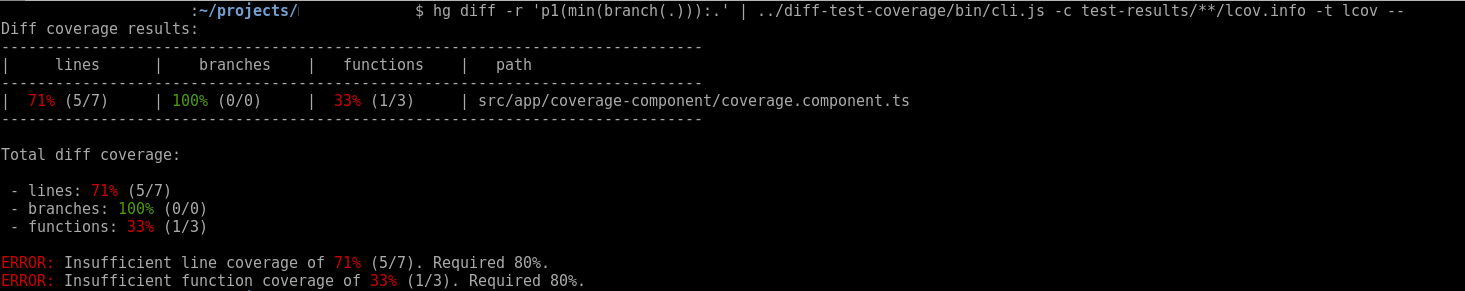 :~/projects/ $ hg diff -r 'p1(min(branch(.))):.' | ../diff-test-coverage/bin/cli.js -c test-results/**/lcov.info -t lcov --
Diff coverage results:
------------------------------------------------------------------------------
|     lines      |    branches    |   functions    |   path
------------------------------------------------------------------------------
|  71% (5/7)     | 100% (0/0)     |  33% (1/3)     | src/app/coverage-component/coverage.component.ts
------------------------------------------------------------------------------
Total diff coverage:
- lines: 71% (5/7)
- branches: 100% (0/0)
- functions: 33% (1/3)
ERROR: Insufficient line coverage of 71% (5/7). Required 80%.
ERROR: Insufficient function coverage of 33% (1/3). Required 80%.